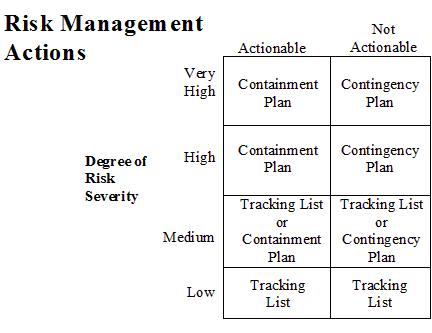 Risk Management
Actions
Actionable
Not
Actionable
Very
High
Containment
Plan
Contingency
Plan
Degree of
Risk
Severity
High
Containment
Plan
Contingency
Plan
Medium
Tracking List
or
Containment
Plan
Tracking List
or
Contingency
Plan
Low
Tracking
List
Tracking
List